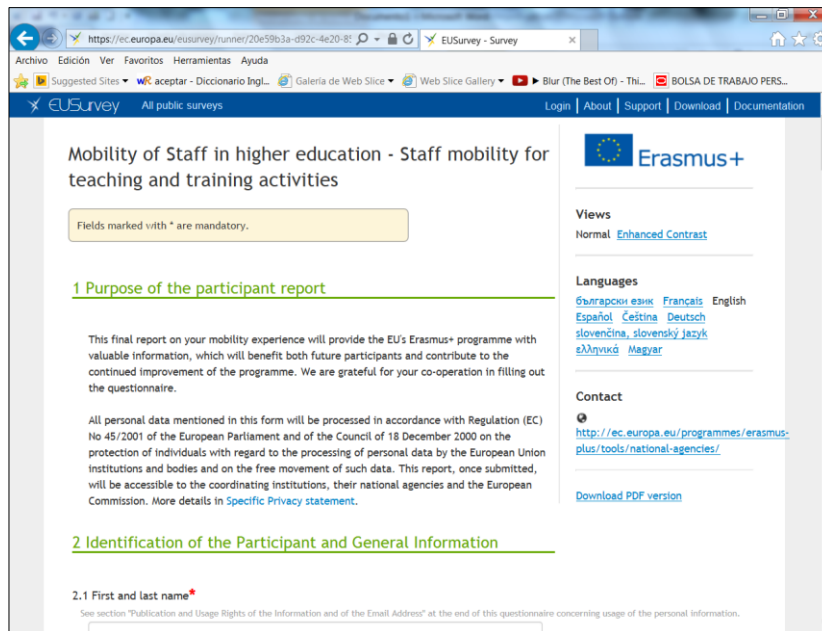 https://ec.europa.eu/eusurvey/runner/20e59b3a-d92c-4e20-8
EUSurvey - Survey
Archivo Edición Ver Favoritos Herramientas Ayuda
Suggested Sites aceptar - Diccionario Ingl... Galería de Web Slice Web Slice Gallery Blur (The Best Of) - Thi... BOLSA DE TRABAJO PERS...
EUSurvey All public surveys Login | About | Support | Download | Documentation
Mobility of Staff in higher education - Staff mobility for
teaching and training activities
Fields marked with * are mandatory.
1 Purpose of the participant report
This final report on your mobility experience will provide the EU's Erasmus+ programme with
valuable information, which will benefit both future participants and contribute to the
continued improvement of the programme. We are grateful for your co-operation in filling out
the questionnaire.
All personal data mentioned in this form will be processed in accordance with Regulation (EC)
No 45/2001 of the European Parliament and of the Council of 18 December 2000 on the
protection of individuals with regard to the processing of personal data by the European Union
institutions and bodies and on the free movement of such data. This report, once submitted,
will be accessible to the coordinating institutions, their national agencies and the European
Commission. More details in Specific Privacy statement.
2 Identification of the Participant and General Information
2.1 First and last name*
See section "Publication and Usage Rights of the Information and of the Email Address" at the end of this questionnaire concerning usage of the personal information.
Erasmus+
Views
Normal Enhanced Contrast
Languages
български език Français English
Español Čeština Deutsch
slovenčina, slovenský jazyk
ελληνικά Magyar
Contact
http://ec.europa.eu/programmes/erasmus-
plus/tools/national-agencies/
Download PDF version